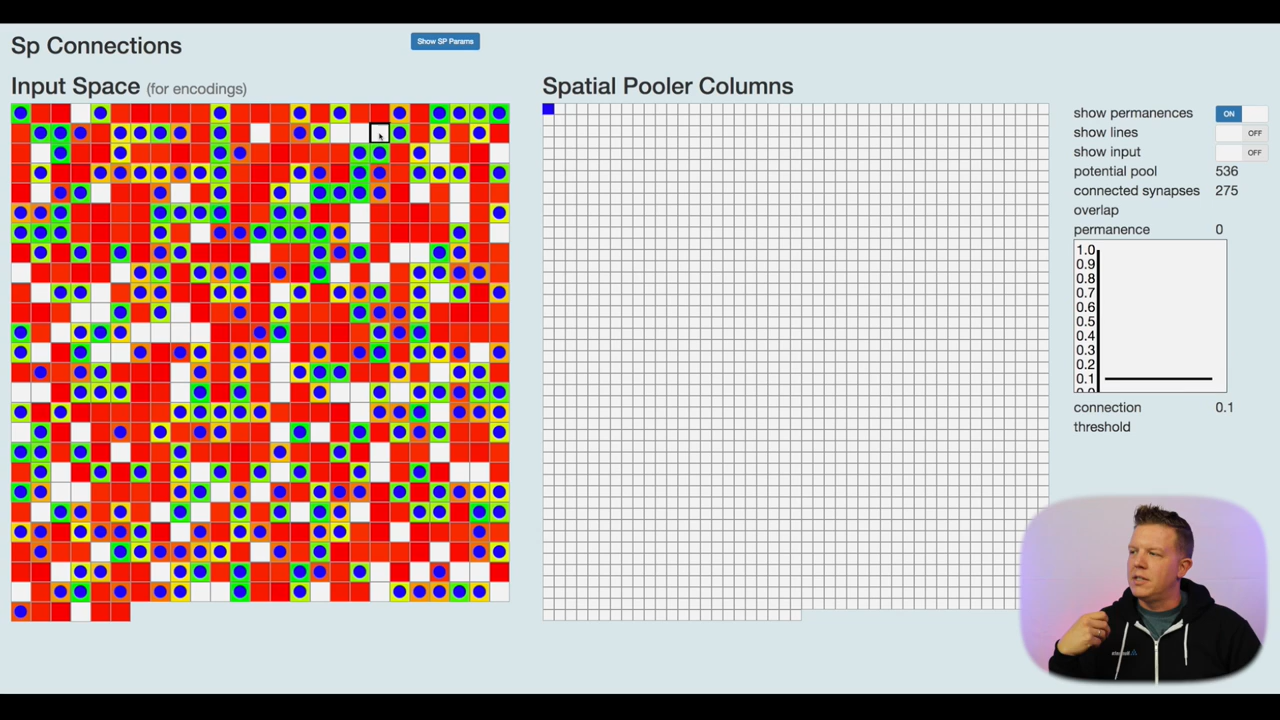 Sp Connections
Show SP Params
Input Space (for encodings)
Spatial Pooler Columns
show permanences ON
show lines OFF
show input OFF
potential pool 536
connected synapses 275
overlap
permanence 0
1.0
0.9
0.8
0.7
0.6
0.5
0.4
0.3
0.2
0.1
0.0
connection 0.1
threshold